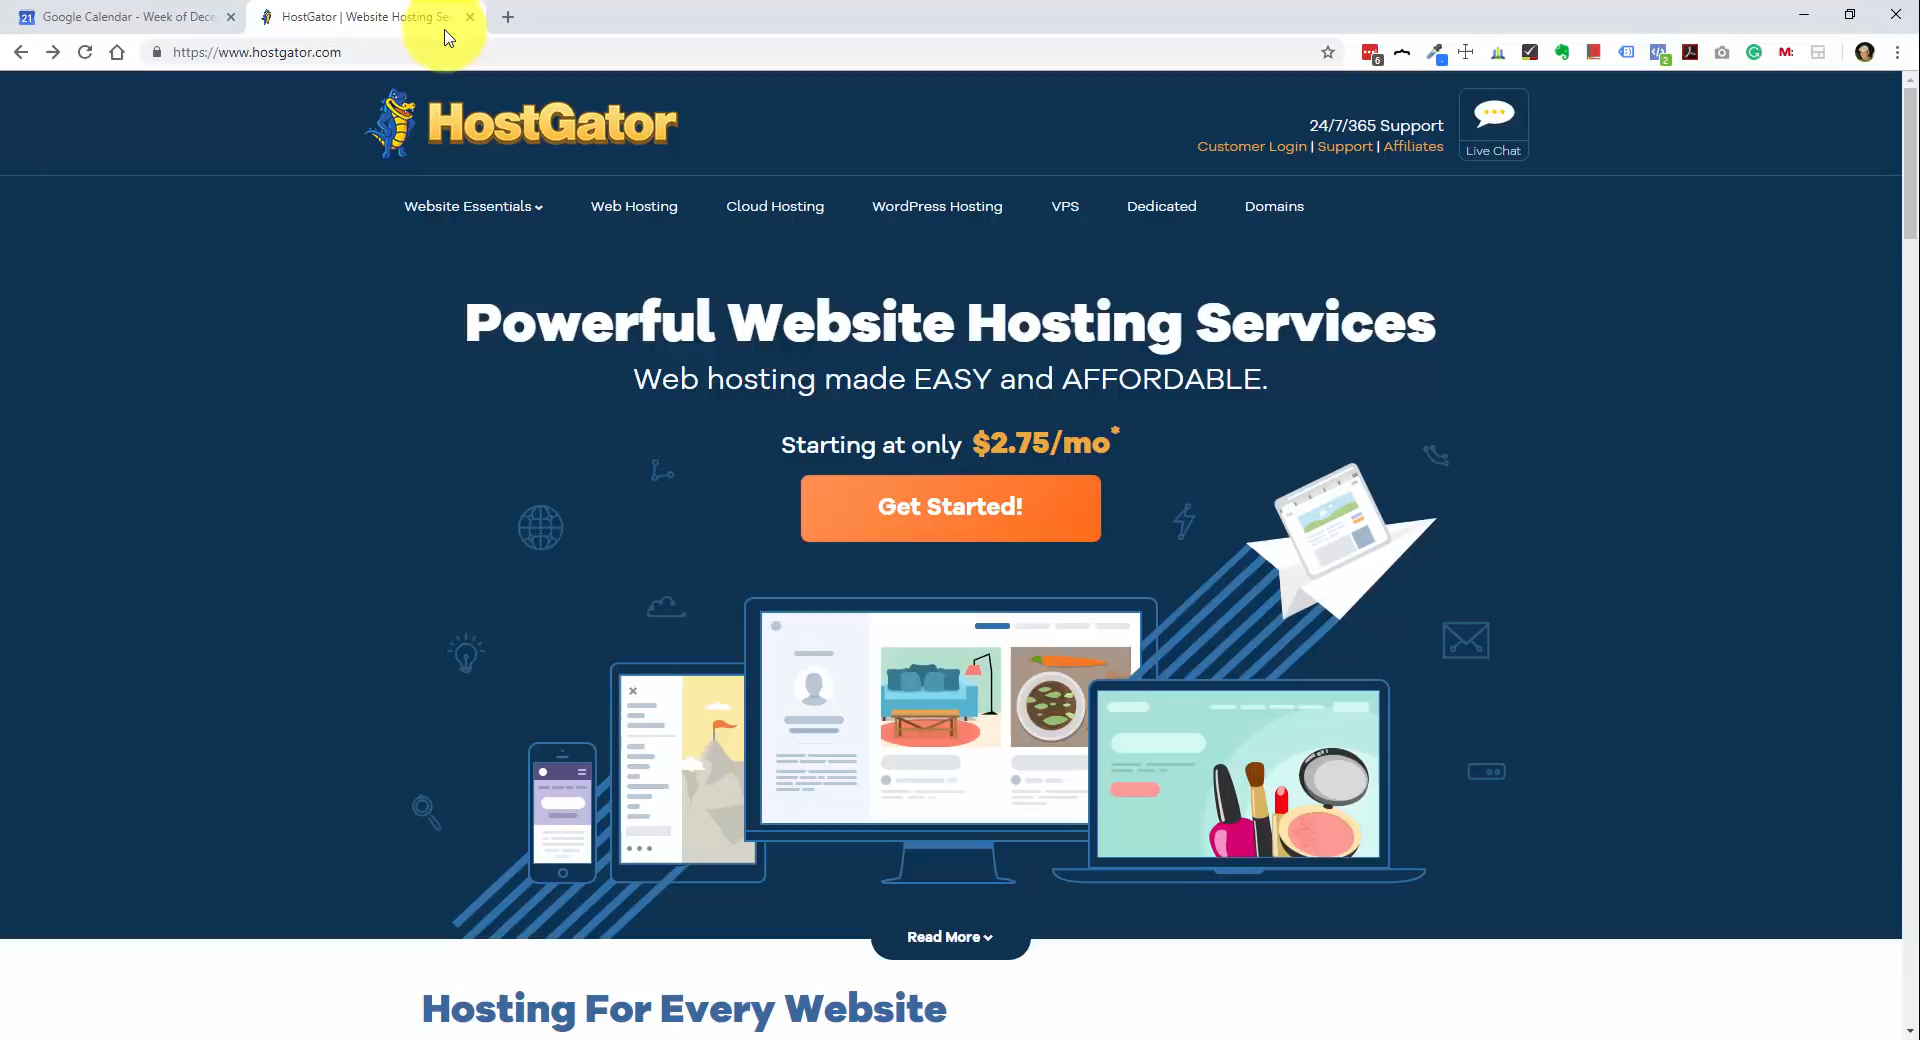 21 Google Calendar - Week of Dece
HostGator | Website Hosting Se
https://www.hostgator.com
6
2
M:
HostGator
24/7/365 Support
Customer Login | Support | Affiliates
Live Chat
Website Essentials
Web Hosting
Cloud Hosting
WordPress Hosting
VPS
Dedicated
Domains
Powerful Website Hosting Services
Web hosting made EASY and AFFORDABLE.
Starting at only $2.75/mo*
Get Started!
Read More
Hosting For Every Website